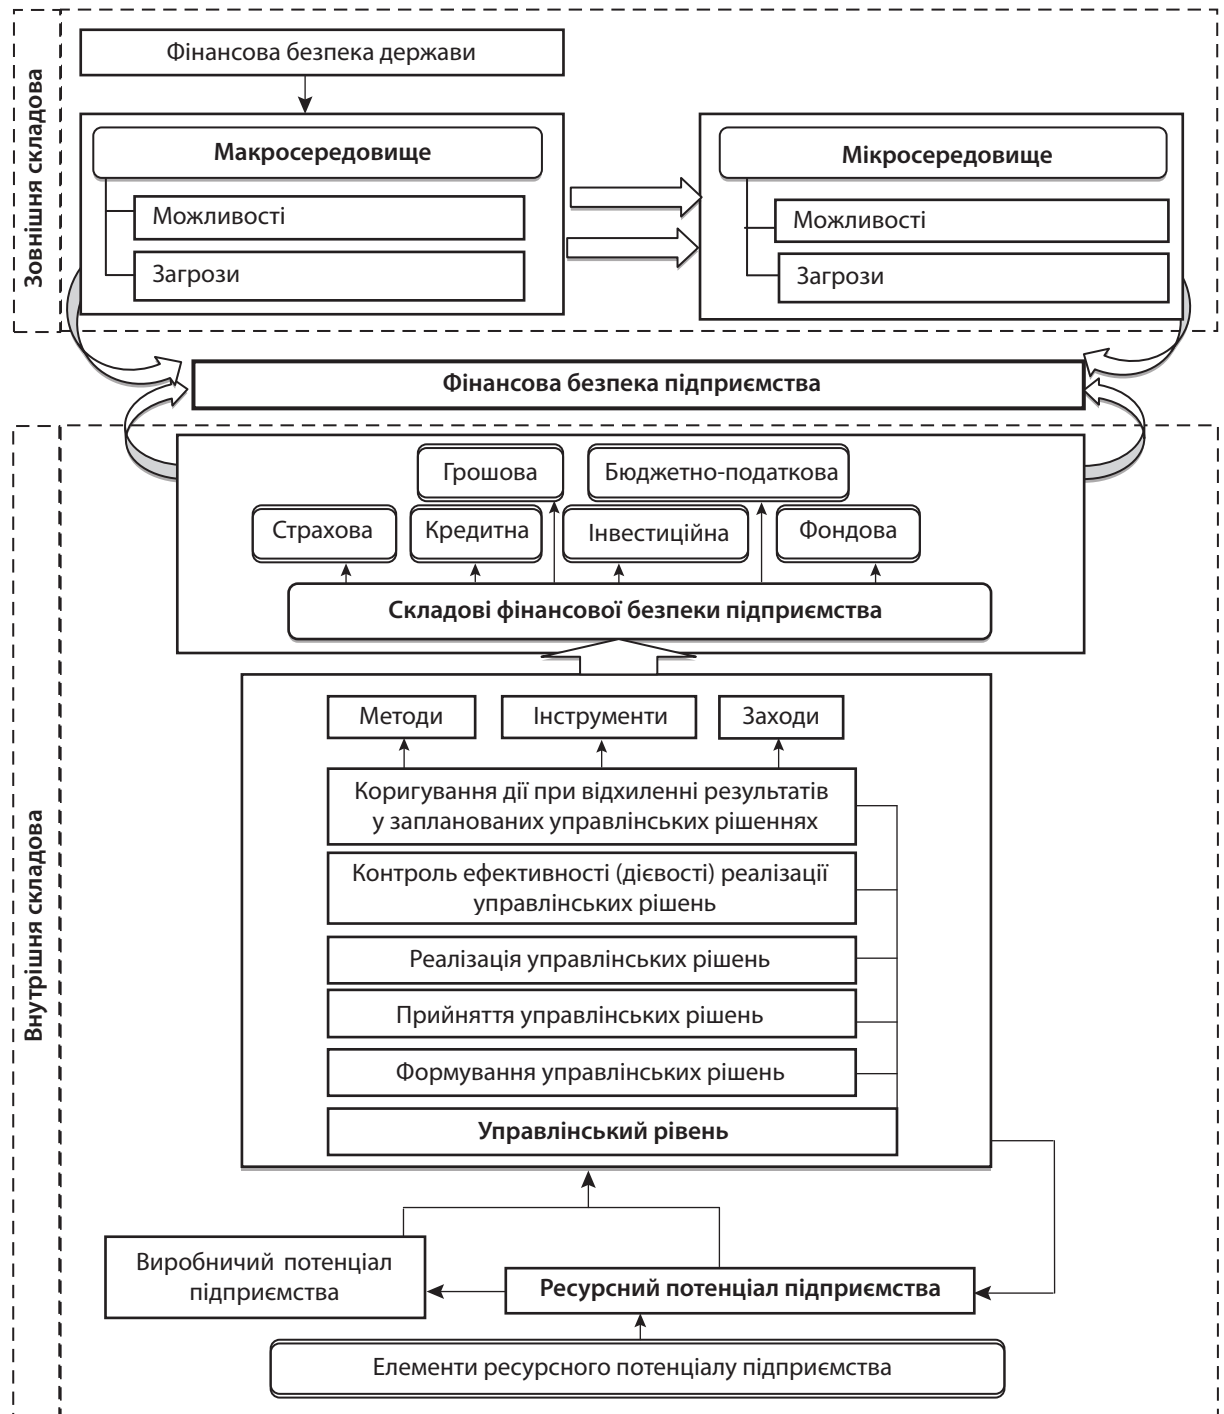 Зовнішня складова
Фінансова безпека держави
Макросередовище
Можливості
Загрози
Мікросередовище
Можливості
Загрози
Фінансова безпека підприємства
Внутрішня складова
Грошова
Бюджетно-податкова
Страхова
Кредитна
Інвестиційна
Фондова
Складові фінансової безпеки підприємства
Методи
Інструменти
Заходи
Коригування дії при відхиленні результатів
у запланованих управлінських рішеннях
Контроль ефективності (дієвості) реалізації
управлінських рішень
Реалізація управлінських рішень
Прийняття управлінських рішень
Формування управлінських рішень
Управлінський рівень
Виробничий потенціал
підприємства
Ресурсний потенціал підприємства
Елементи ресурсного потенціалу підприємства